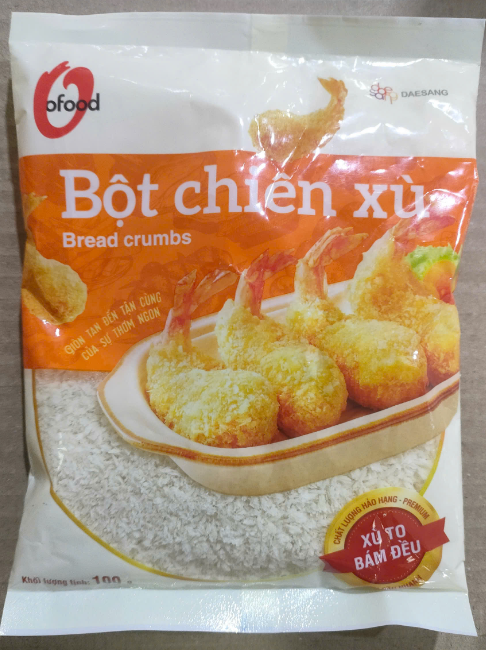 Ofood
DAESANG
Bột chiên xù
Bread crumbs
GIÒN TAN ĐẾN TẬN CÙNG
CỦA SỰ THƠM NGON
CHẤT LƯỢNG HẢO HẠNG - PREMIUM
XÙ TO
BÁM ĐỀU
Khối lượng tịnh: 100